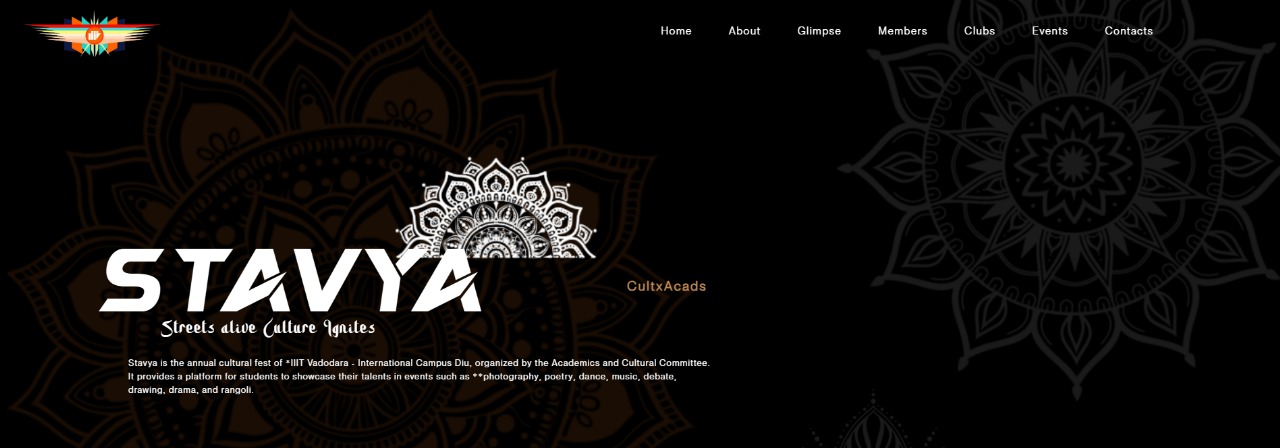 Home About Glimpse Members Clubs Events Contacts
STAVYA
CultxAcads
Streets alive Culture Ignites
Stavya is the annual cultural fest of *IIIT Vadodara - International Campus Diu, organized by the Academics and Cultural Committee.
It provides a platform for students to showcase their talents in events such as **photography, poetry, dance, music, debate,
drawing, drama, and rangoli.